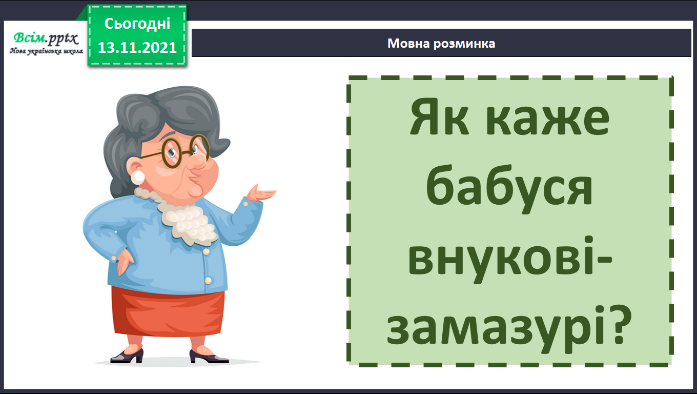 Всім.pptx
Нова українська школа
Сьогодні
13.11.2021
Мовна розминка
Як каже
бабуся
внукові-
замазурі?